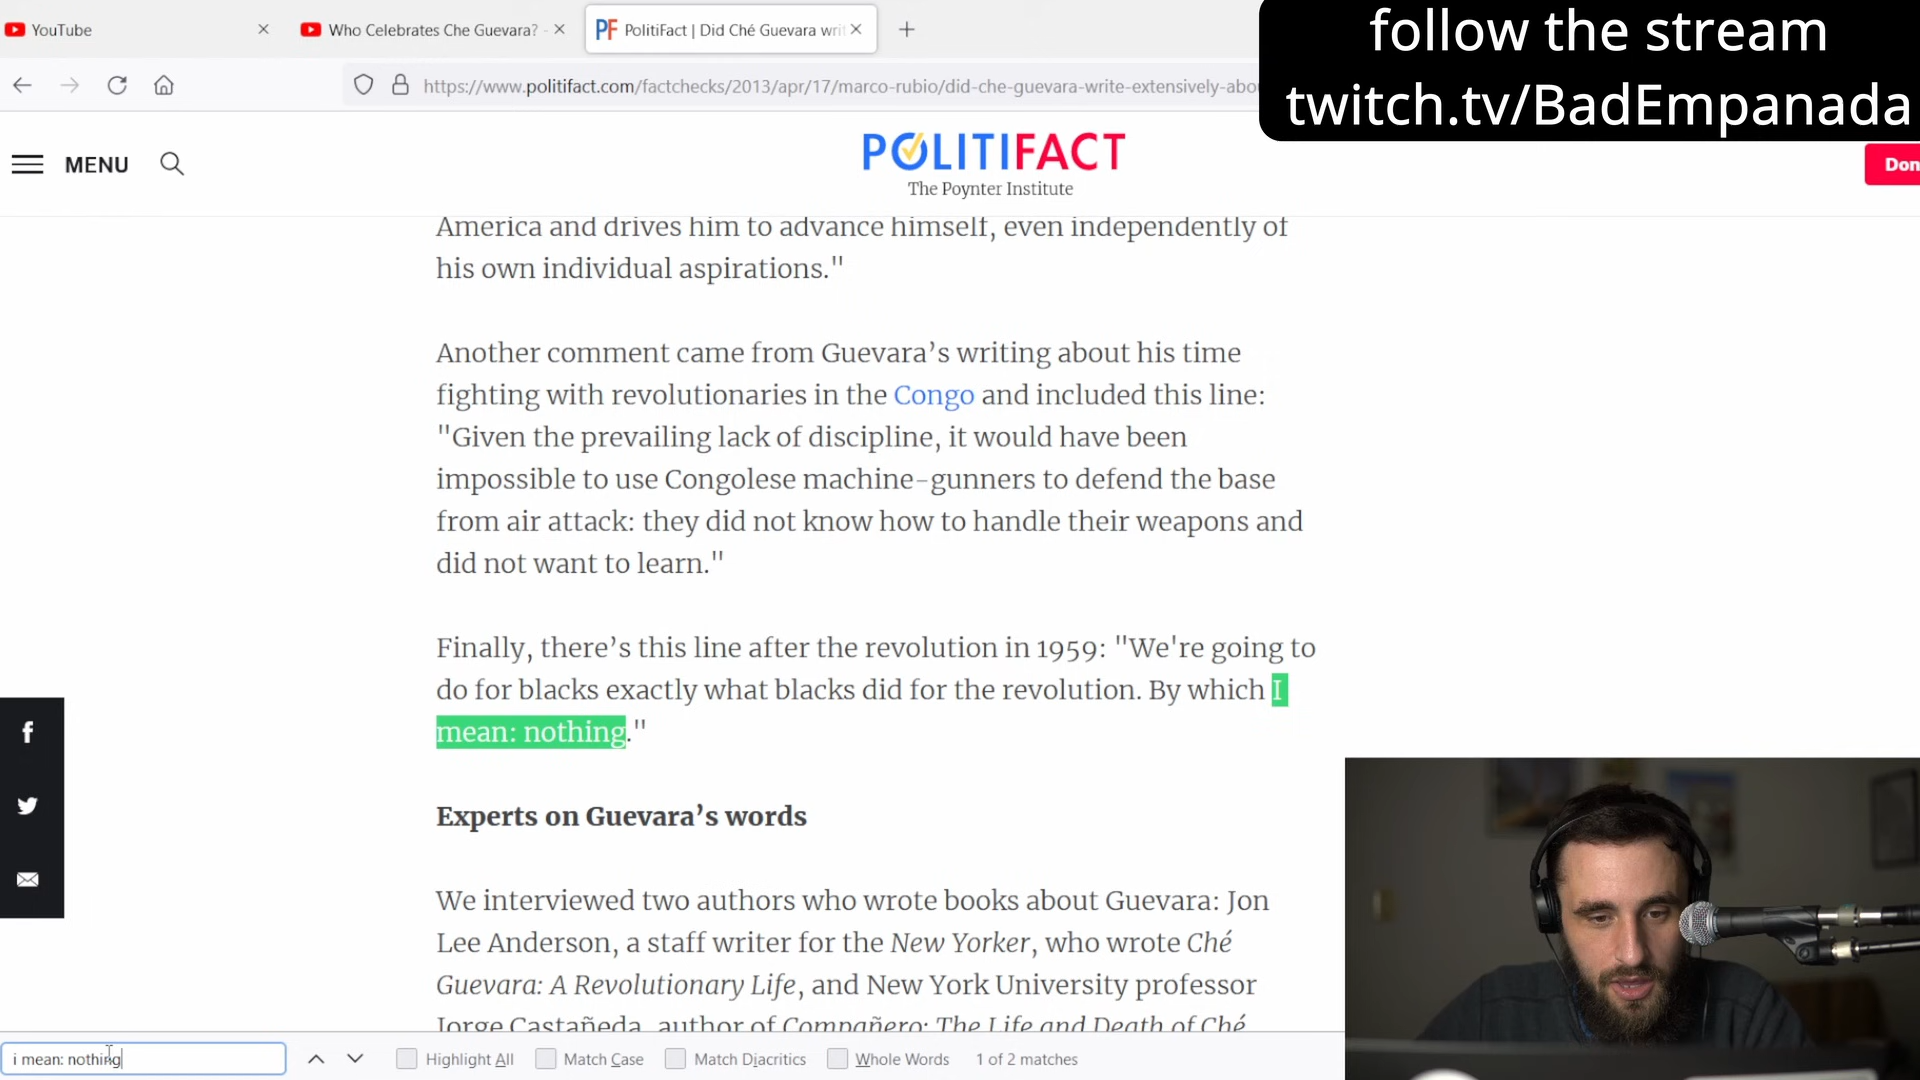 YouTube
Who Celebrates Che Guevara? -
PF PolitiFact | Did Ché Guevara wri
follow the stream
twitch.tv/BadEmpanada
https://www.politifact.com/factchecks/2013/apr/17/marco-rubio/did-che-guevara-write-extensively-abo
MENU
POLITIFACT
The Poynter Institute
Don
America and drives him to advance himself, even independently of
his own individual aspirations."
Another comment came from Guevara’s writing about his time
fighting with revolutionaries in the Congo and included this line:
"Given the prevailing lack of discipline, it would have been
impossible to use Congolese machine-gunners to defend the base
from air attack: they did not know how to handle their weapons and
did not want to learn."
Finally, there’s this line after the revolution in 1959: "We're going to
do for blacks exactly what blacks did for the revolution. By which I
mean: nothing."
Experts on Guevara’s words
We interviewed two authors who wrote books about Guevara: Jon
Lee Anderson, a staff writer for the New Yorker, who wrote Ché
Guevara: A Revolutionary Life, and New York University professor
Jorge Castañeda, author of Compañero: The Life and Death of Ché
i mean: nothing
Highlight All
Match Case
Match Diacritics
Whole Words
1 of 2 matches